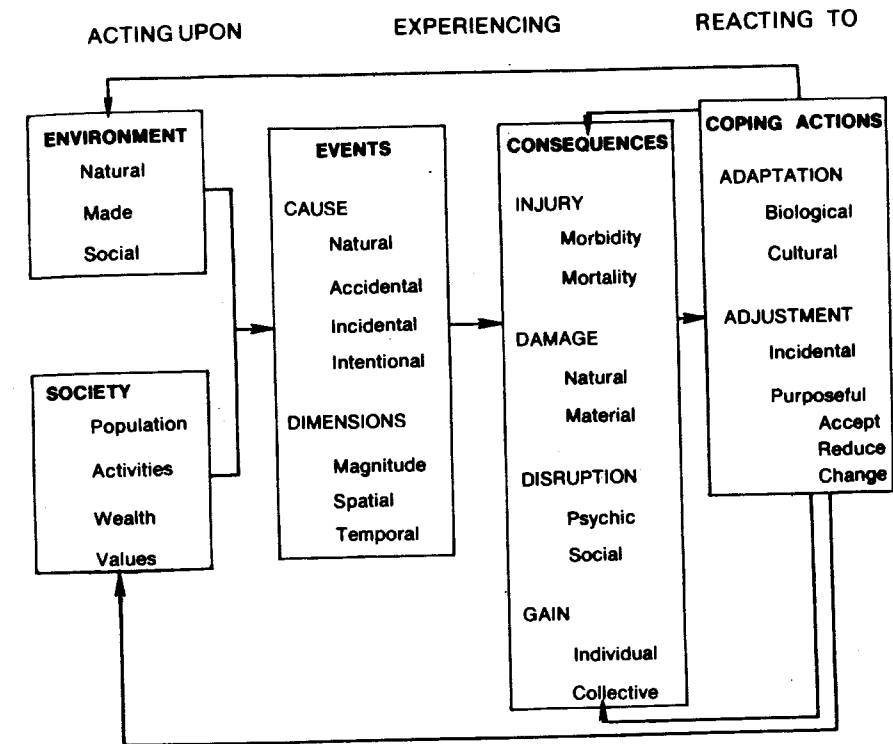 ACTING UPON
EXPERIENCING
REACTING TO
ENVIRONMENT
Natural
Made
Social
SOCIETY
Population
Activities
Wealth
Values
EVENTS
CAUSE
Natural
Accidental
Incidental
Intentional
DIMENSIONS
Magnitude
Spatial
Temporal
CONSEQUENCES
INJURY
Morbidity
Mortality
DAMAGE
Natural
Material
DISRUPTION
Psychic
Social
GAIN
Individual
Collective
COPING ACTIONS
ADAPTATION
Biological
Cultural
ADJUSTMENT
Incidental
Purposeful
Accept
Reduce
Change